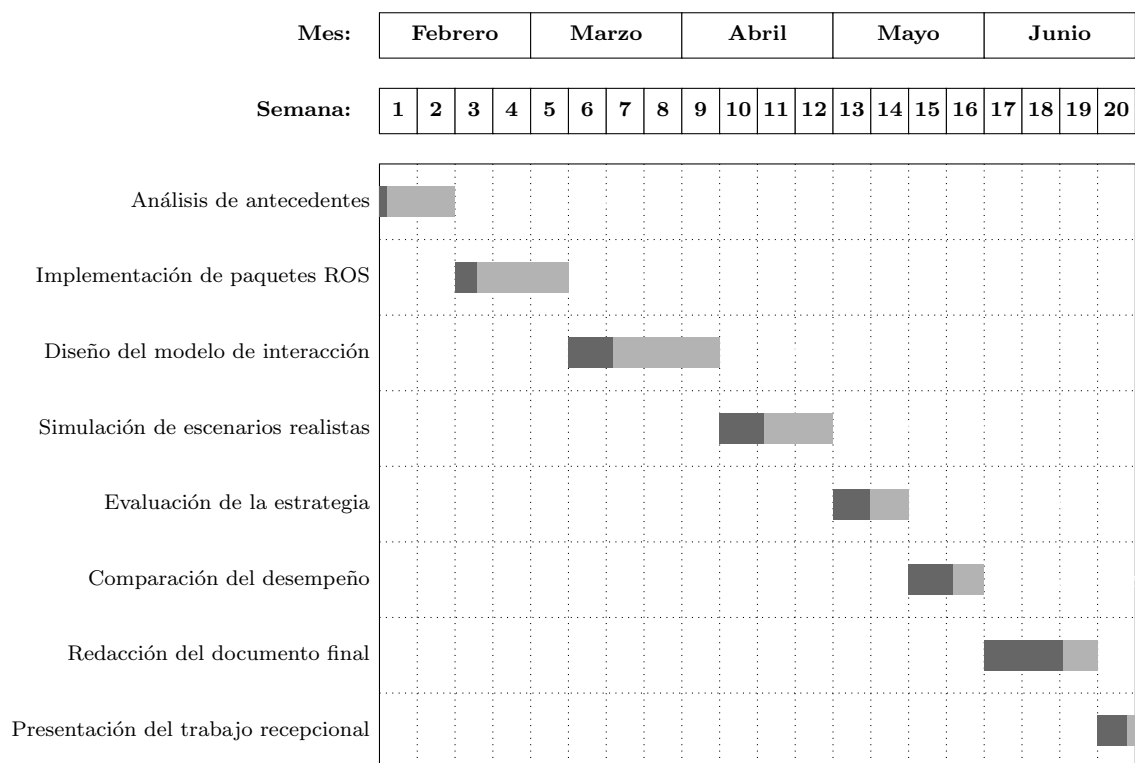 Mes: Febrero Marzo Abril Mayo Junio
Semana: 1 2 3 4 5 6 7 8 9 10 11 12 13 14 15 16 17 18 19 20
Análisis de antecedentes
Implementación de paquetes ROS
Diseño del modelo de interacción
Simulación de escenarios realistas
Evaluación de la estrategia
Comparación del desempeño
Redacción del documento final
Presentación del trabajo recepcional